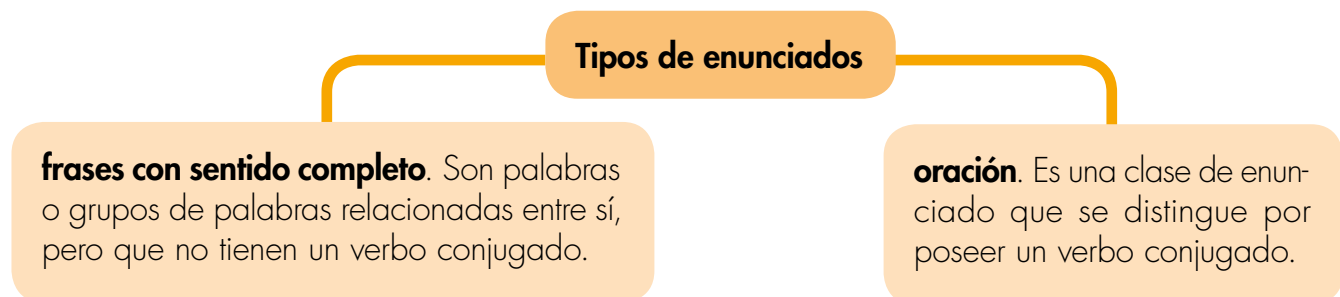 Tipos de enunciados
frases con sentido completo. Son palabras
o grupos de palabras relacionadas entre sí,
pero que no tienen un verbo conjugado.
oración. Es una clase de enun-
ciado que se distingue por
poseer un verbo conjugado.